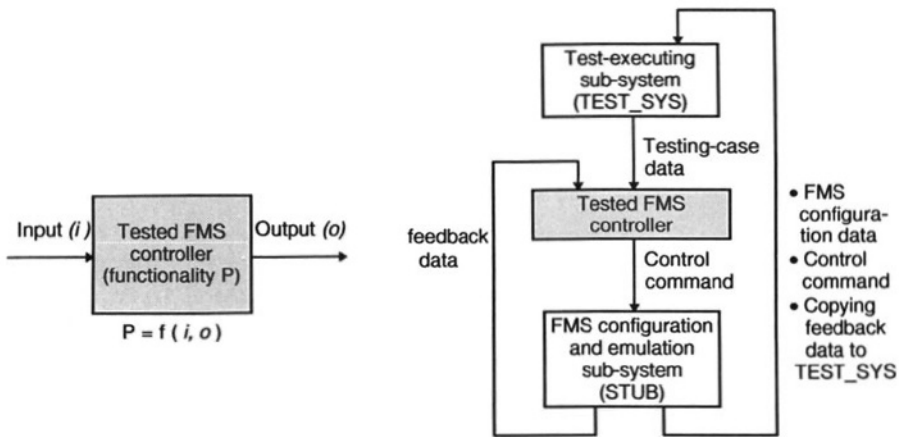 Input (i)
Tested FMS
controller
(functionality P)
Output (o)
P = f ( i, o )
Test-executing
sub-system
(TEST_SYS)
Testing-case
data
feedback
data
Tested FMS
controller
Control
command
FMS configuration
and emulation
sub-system
(STUB)
• FMS
configura-
tion data
• Control
command
• Copying
feedback
data to
TEST_SYS